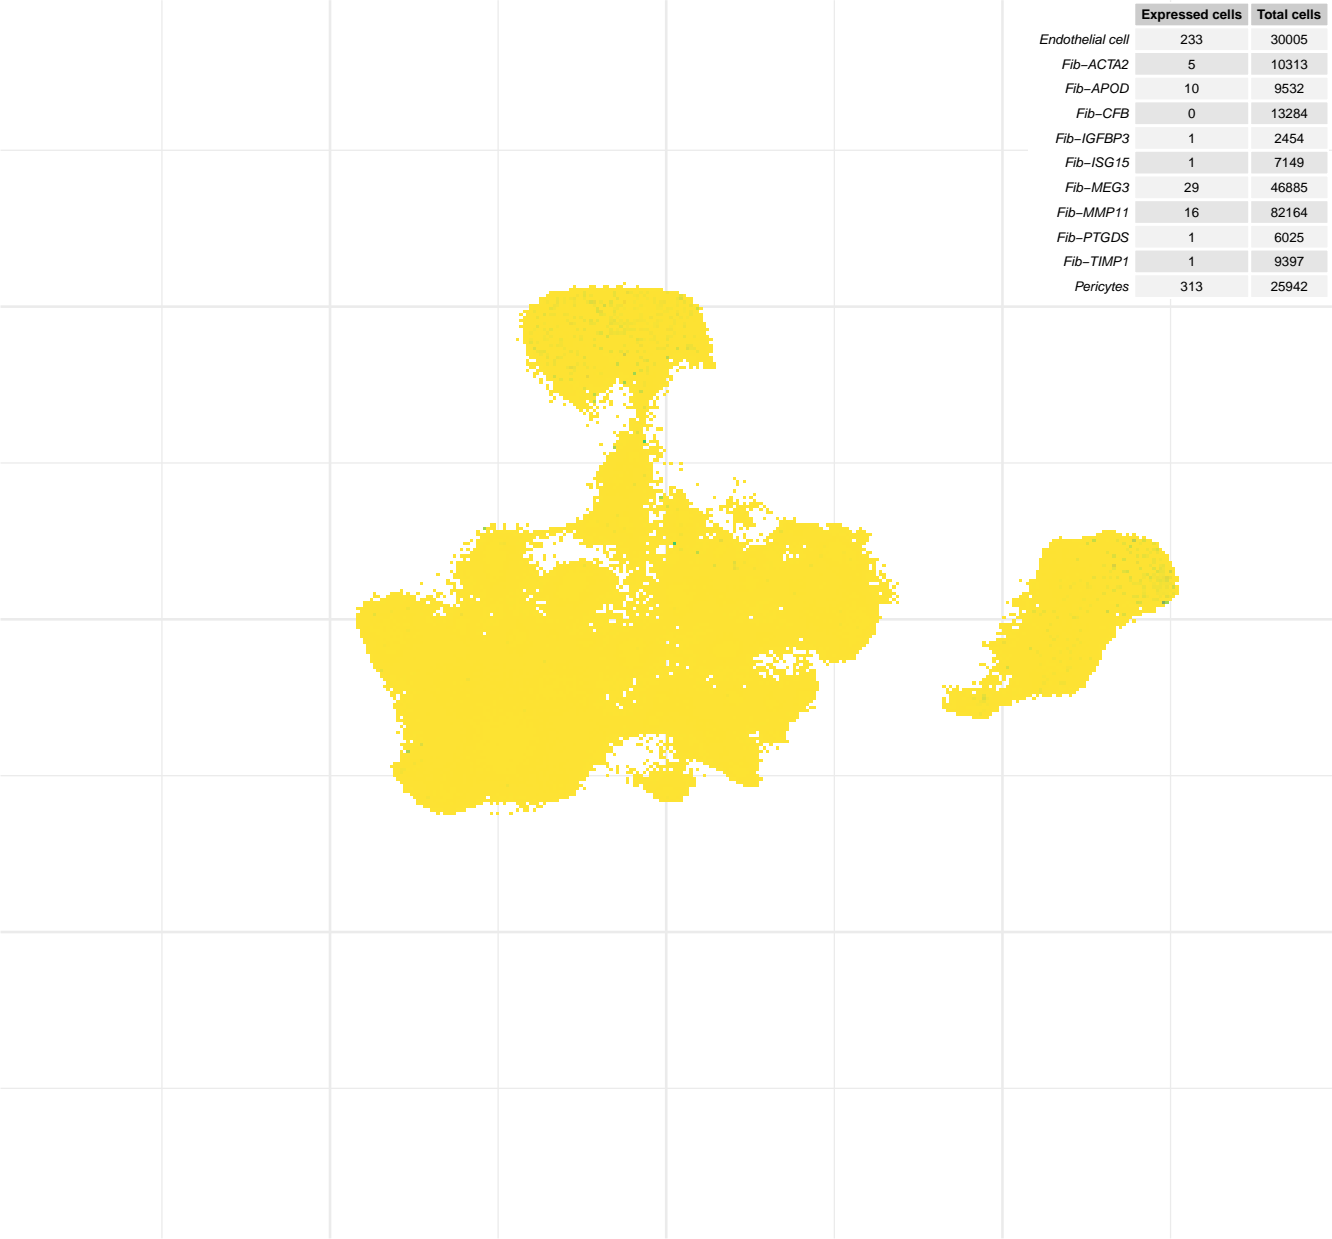 Expressed cells Total cells
Endothelial cell 233 30005
Fib−ACTA2 5 10313
Fib−APOD 10 9532
Fib−CFB 0 13284
Fib−IGFBP3 1 2454
Fib−ISG15 1 7149
Fib−MEG3 29 46885
Fib−MMP11 16 82164
Fib−PTGDS 1 6025
Fib−TIMP1 1 9397
Pericytes 313 25942